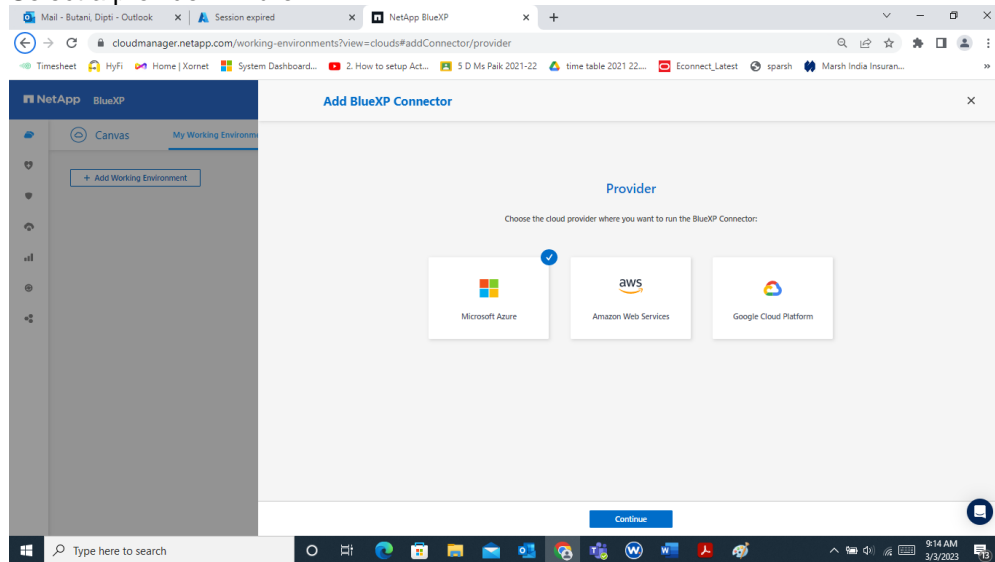 Mail - Butani, Dipti - Outlook
Session expired
NetApp BlueXP
cloudmanager.netapp.com/working-environments?view=clouds#addConnector/provider
Timesheet
HyFi
Home | Xornet
System Dashboard...
2. How to setup Act...
5 D Ms Paik 2021-22
time table 2021 22....
Econnect_Latest
sparsh
Marsh India Insuran...
NetApp BlueXP
Add BlueXP Connector
Canvas
My Working Environm
+ Add Working Environment
Provider
Choose the cloud provider where you want to run the BlueXP Connector:
aws
Microsoft Azure
Amazon Web Services
Google Cloud Platform
Continue
Type here to search
9:14 AM
3/3/2023
13